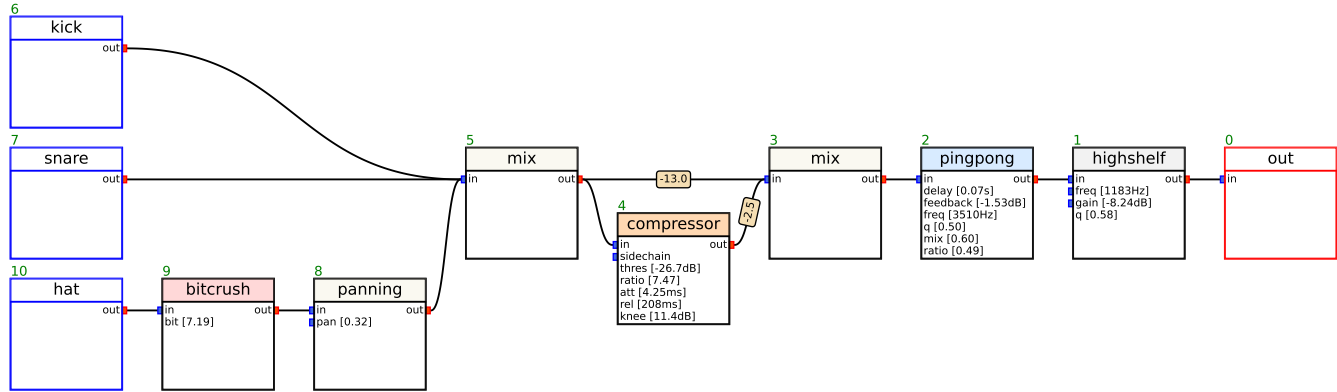 6
kick
out
7
snare
out
10
hat
out
9
bitcrush
in out
bit [7.19]
8
panning
in out
pan [0.32]
5
mix
in out
-13.0
4
compressor
in out
sidechain
thres [-26.7dB]
ratio [7.47]
att [4.25ms]
rel [208ms]
knee [11.4dB]
-2.5
3
mix
in out
2
pingpong
in out
delay [0.07s]
feedback [-1.53dB]
freq [3510Hz]
q [0.50]
mix [0.60]
ratio [0.49]
1
highshelf
in out
freq [1183Hz]
gain [-8.24dB]
q [0.58]
0
out
in